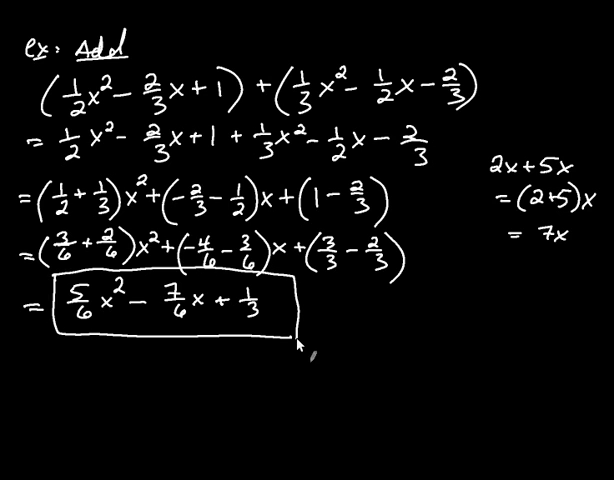 ex: Add
(1/2x² - 2/3x + 1) + (1/3x² - 1/2x - 2/3)
= 1/2x² - 2/3x + 1 + 1/3x² - 1/2x - 2/3
= (1/2 + 1/3)x² + (-2/3 - 1/2)x + (1 - 2/3)
= (3/6 + 2/6)x² + (-4/6 - 3/6)x + (3/3 - 2/3)
= 5/6x² - 7/6x + 1/3
2x + 5x
= (2+5)x
= 7x